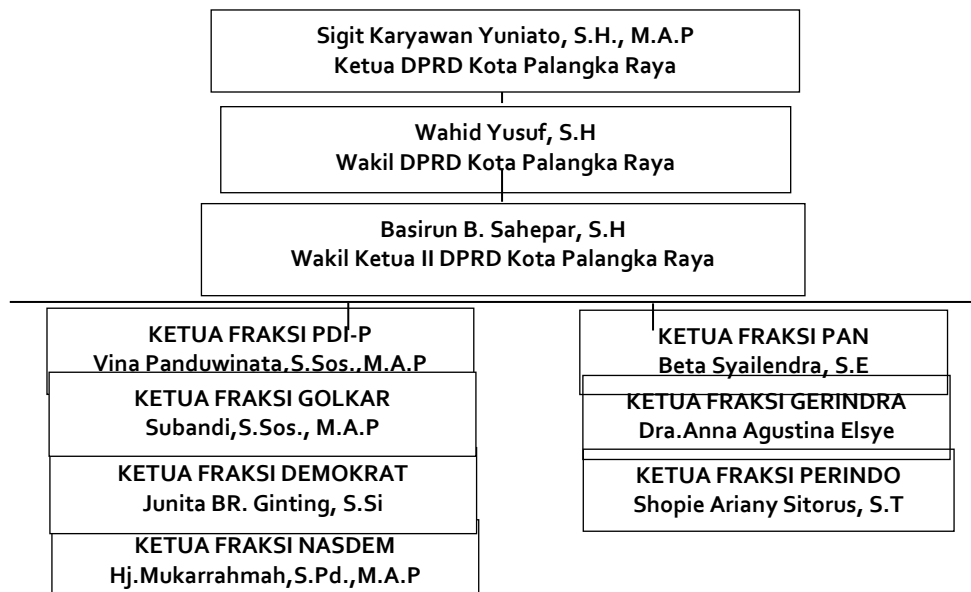 Sigit Karyawan Yuniato, S.H., M.A.P
Ketua DPRD Kota Palangka Raya
Wahid Yusuf, S.H
Wakil DPRD Kota Palangka Raya
Basirun B. Sahepar, S.H
Wakil Ketua II DPRD Kota Palangka Raya
KETUA FRAKSI PDI-P
Vina Panduwinata,S.Sos.,M.A.P
KETUA FRAKSI GOLKAR
Subandi,S.Sos., M.A.P
KETUA FRAKSI DEMOKRAT
Junita BR. Ginting, S.Si
KETUA FRAKSI NASDEM
Hj.Mukarrahmah,S.Pd.,M.A.P
KETUA FRAKSI PAN
Beta Syailendra, S.E
KETUA FRAKSI GERINDRA
Dra.Anna Agustina Elsye
KETUA FRAKSI PERINDO
Shopie Ariany Sitorus, S.T